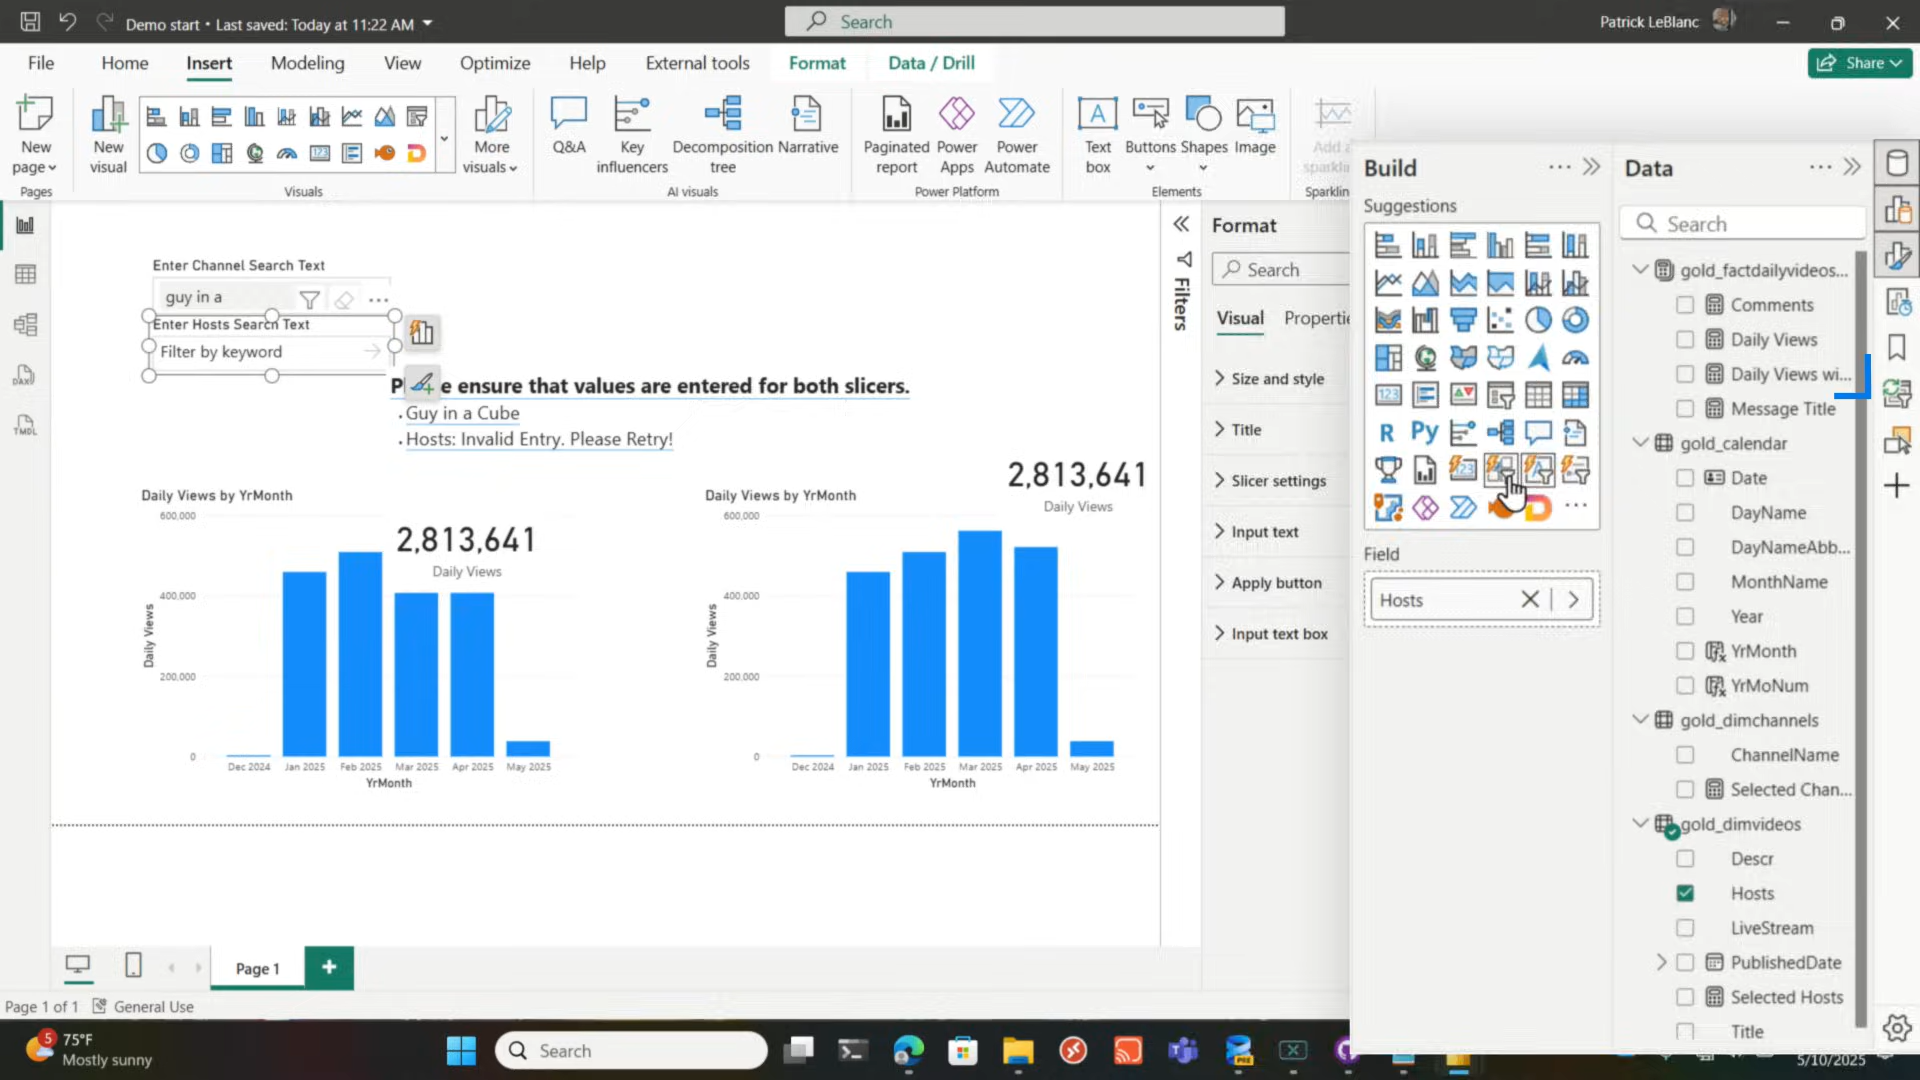 Demo start • Last saved: Today at 11:22 AM
Search
Patrick LeBlanc
File
Home
Insert
Modeling
View
Optimize
Help
External tools
Format
Data / Drill
Share
New page
New visual
More visuals
Q&A
Key influencers
Decomposition tree
Narrative
Paginated report
Power Apps
Power Automate
Text box
Buttons
Shapes
Image
Pages
Visuals
AI visuals
Power Platform
Elements
Enter Channel Search Text
guy in a
Enter Hosts Search Text
Filter by keyword
e ensure that values are entered for both slicers.
Guy in a Cube
Hosts: Invalid Entry. Please Retry!
Daily Views by YrMonth
600,000
400,000
200,000
0
Daily Views
2,813,641
Daily Views
Dec 2024
Jan 2025
Feb 2025
Mar 2025
Apr 2025
May 2025
YrMonth
Daily Views by YrMonth
600,000
400,000
200,000
0
Daily Views
2,813,641
Daily Views
Dec 2024
Jan 2025
Feb 2025
Mar 2025
Apr 2025
May 2025
YrMonth
Filters
Format
Search
Visual
Size and style
Title
Slicer settings
Input text
Apply button
Input text box
Build
Suggestions
123
R
Py
123
Field
Hosts
Data
Search
gold_factdailyvideos...
Comments
Daily Views
Daily Views wi...
Message Title
gold_calendar
Date
DayName
DayNameAbb...
MonthName
Year
YrMonth
YrMoNum
gold_dimchannels
ChannelName
Selected Chan...
gold_dimvideos
Descr
Hosts
LiveStream
PublishedDate
Selected Hosts
Title
DAX
TMDL
Page 1
Page 1 of 1
General Use
5
75°F
Mostly sunny
Search
PRE
5/10/2025